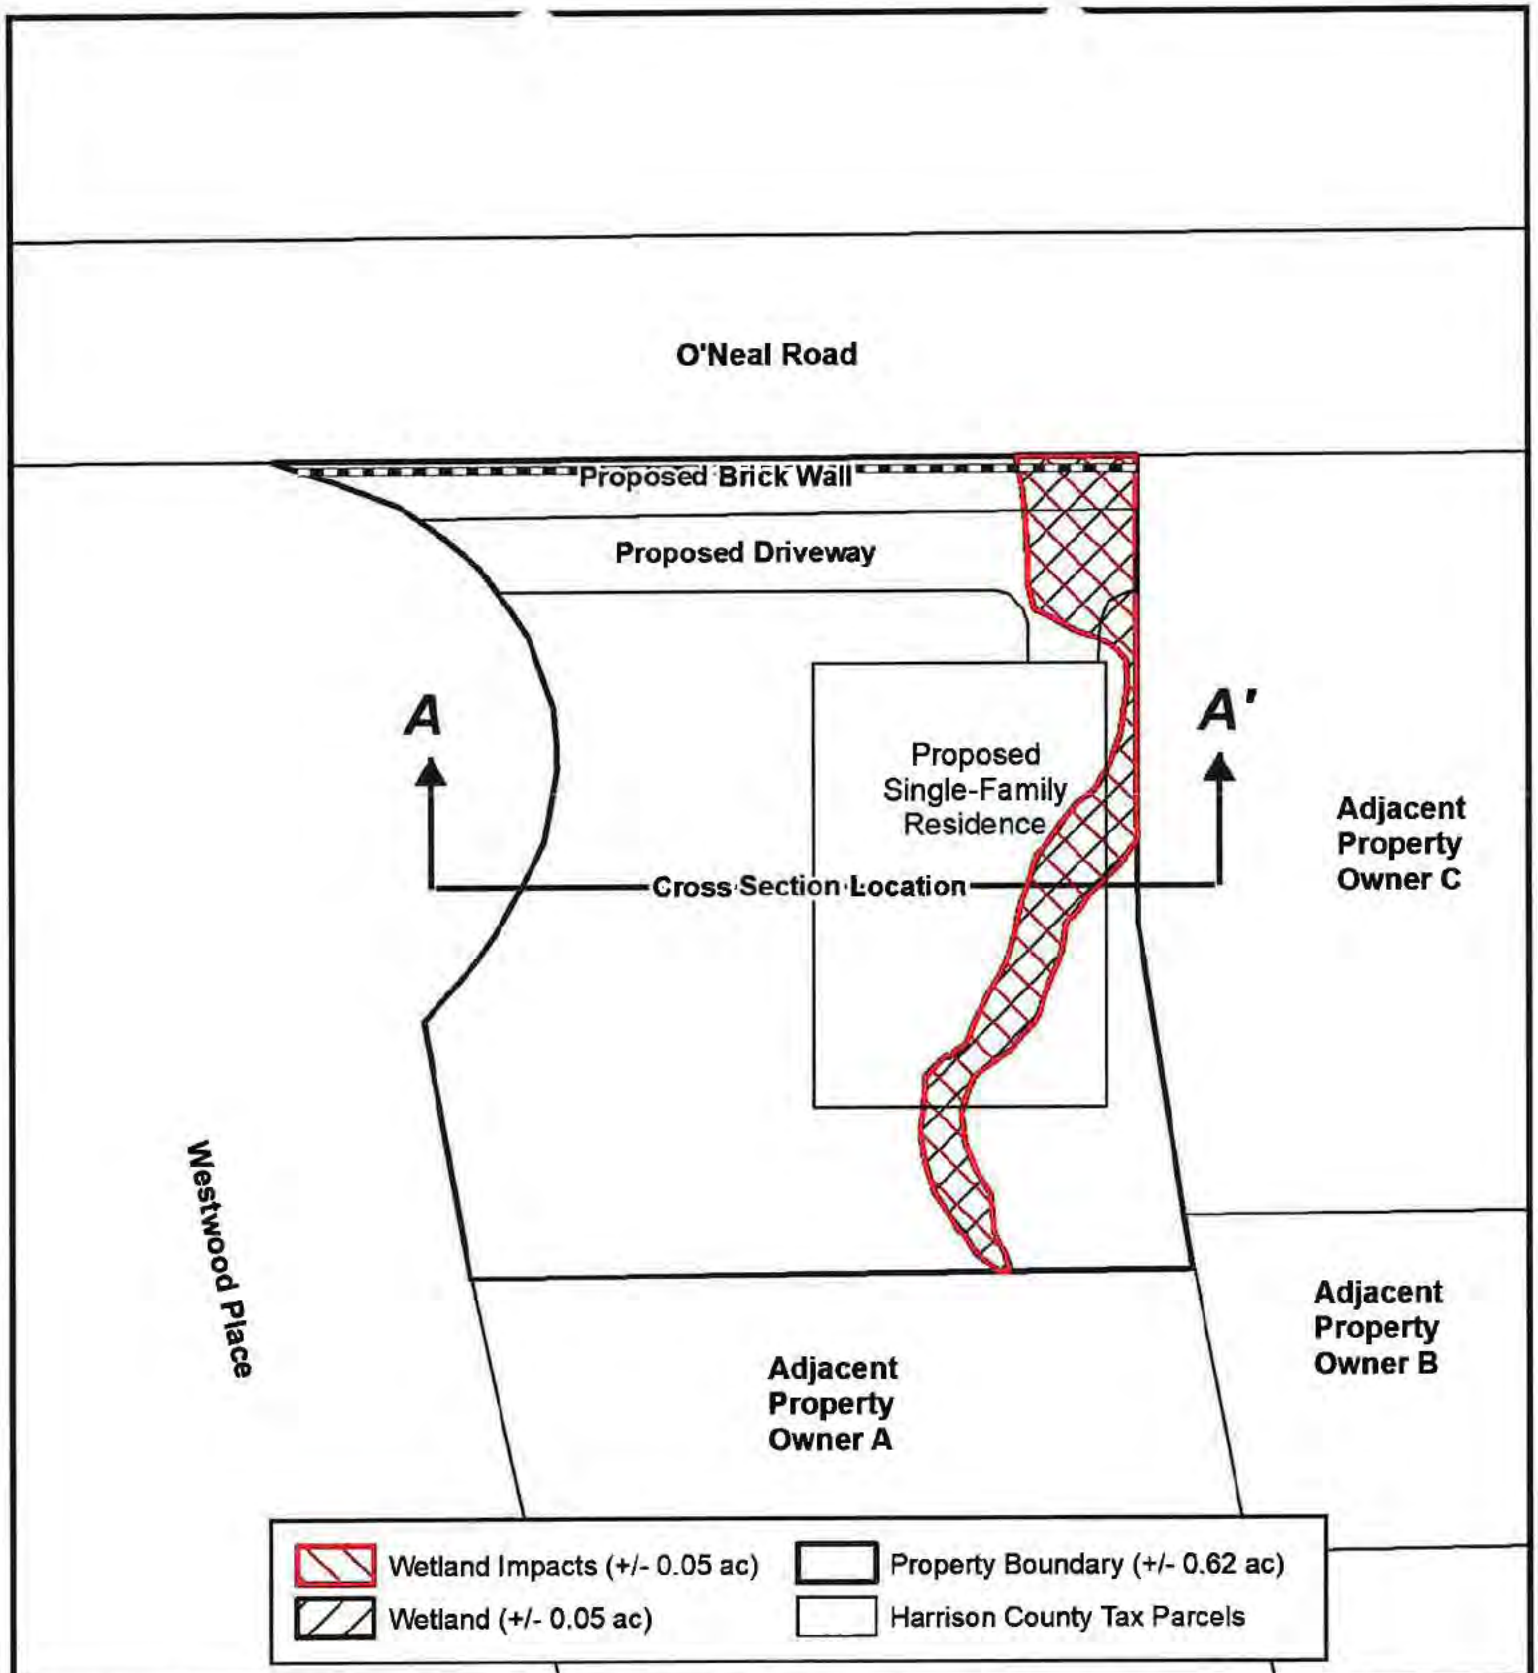 O'Neal Road
Proposed Brick Wall
Proposed Driveway
A
A'
Proposed
Single-Family
Residence
Adjacent
Property
Owner C
Cross Section Location
Westwood Place
Adjacent
Property
Owner B
Adjacent
Property
Owner A
Wetland Impacts (+/- 0.05 ac)
Property Boundary (+/- 0.62 ac)
Wetland (+/- 0.05 ac)
Harrison County Tax Parcels